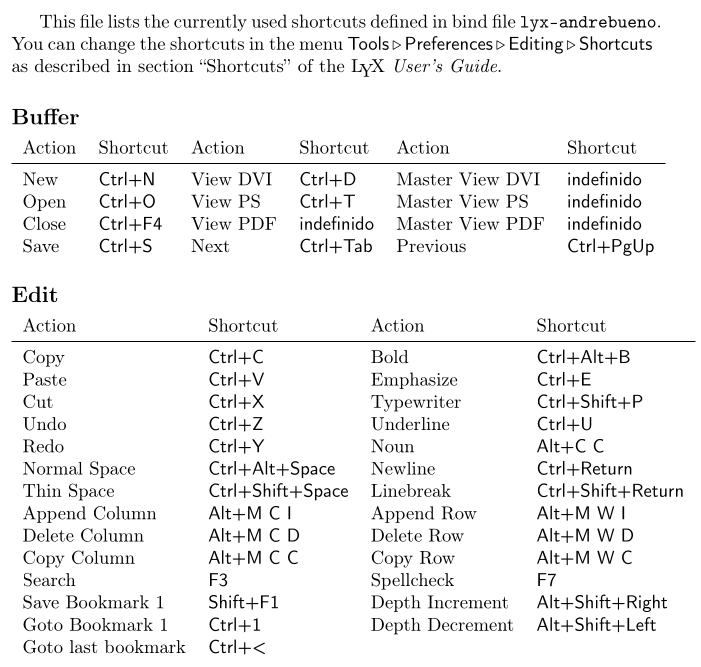 This file lists the currently used shortcuts defined in bind file lyx-andrebueno.
You can change the shortcuts in the menu Tools ▷ Preferences ▷ Editing ▷ Shortcuts
as described in section “Shortcuts” of the LyX User's Guide.
Buffer
Action Shortcut Action Shortcut Action Shortcut
New Ctrl+N View DVI Ctrl+D Master View DVI indefinido
Open Ctrl+O View PS Ctrl+T Master View PS indefinido
Close Ctrl+F4 View PDF indefinido Master View PDF indefinido
Save Ctrl+S Next Ctrl+Tab Previous Ctrl+PgUp
Edit
Action Shortcut Action Shortcut
Copy Ctrl+C Bold Ctrl+Alt+B
Paste Ctrl+V Emphasize Ctrl+E
Cut Ctrl+X Typewriter Ctrl+Shift+P
Undo Ctrl+Z Underline Ctrl+U
Redo Ctrl+Y Noun Alt+C C
Normal Space Ctrl+Alt+Space Newline Ctrl+Return
Thin Space Ctrl+Shift+Space Linebreak Ctrl+Shift+Return
Append Column Alt+M C I Append Row Alt+M W I
Delete Column Alt+M C D Delete Row Alt+M W D
Copy Column Alt+M C C Copy Row Alt+M W C
Search F3 Spellcheck F7
Save Bookmark 1 Shift+F1 Depth Increment Alt+Shift+Right
Goto Bookmark 1 Ctrl+1 Depth Decrement Alt+Shift+Left
Goto last bookmark Ctrl+<